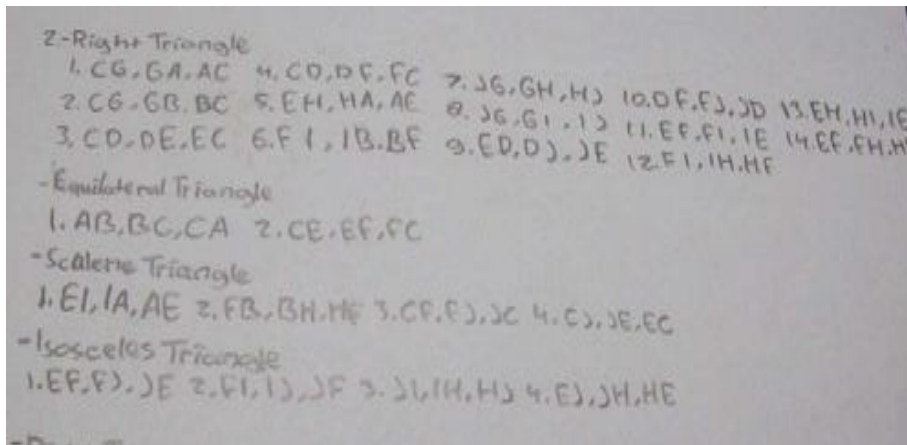 2-Right Triangle
1. CG, GA, AC 4. CD, DF, FC 7. JG, GH, HJ 10. DF, FJ, JD 13. EH, HI, IE
2. CG, GB, BC 5. EH, HA, AE 8. JG, GI, IJ 11. EF, FI, IE 14. EF, FH, H
3. CD, DE, EC 6. FI, IB, BF 9. ED, DJ, JE 12. FI, IH, HF
-Equilateral Triangle
1. AB, BC, CA 2. CE, EF, FC
-Scalene Triangle
1. EI, IA, AE 2. FB, BH, HF 3. CF, FJ, JC 4. CJ, JE, EC
-Isosceles Triangle
1. EF, FJ, JE 2. FI, IJ, JF 3. JI, IH, HJ 4. EJ, JH, HE